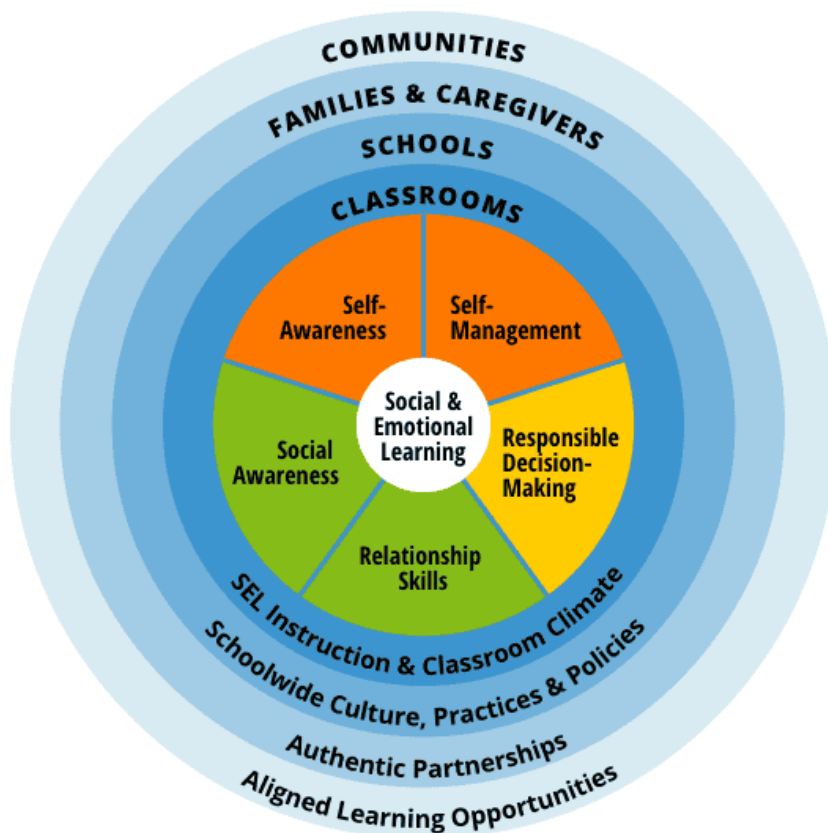 COMMUNITIES
FAMILIES & CAREGIVERS
SCHOOLS
CLASSROOMS
Self-
Awareness
Self-
Management
Social &
Emotional
Learning
Social
Awareness
Responsible
Decision-
Making
Relationship
Skills
SEL Instruction & Classroom Climate
Schoolwide Culture, Practices & Policies
Authentic Partnerships
Aligned Learning Opportunities